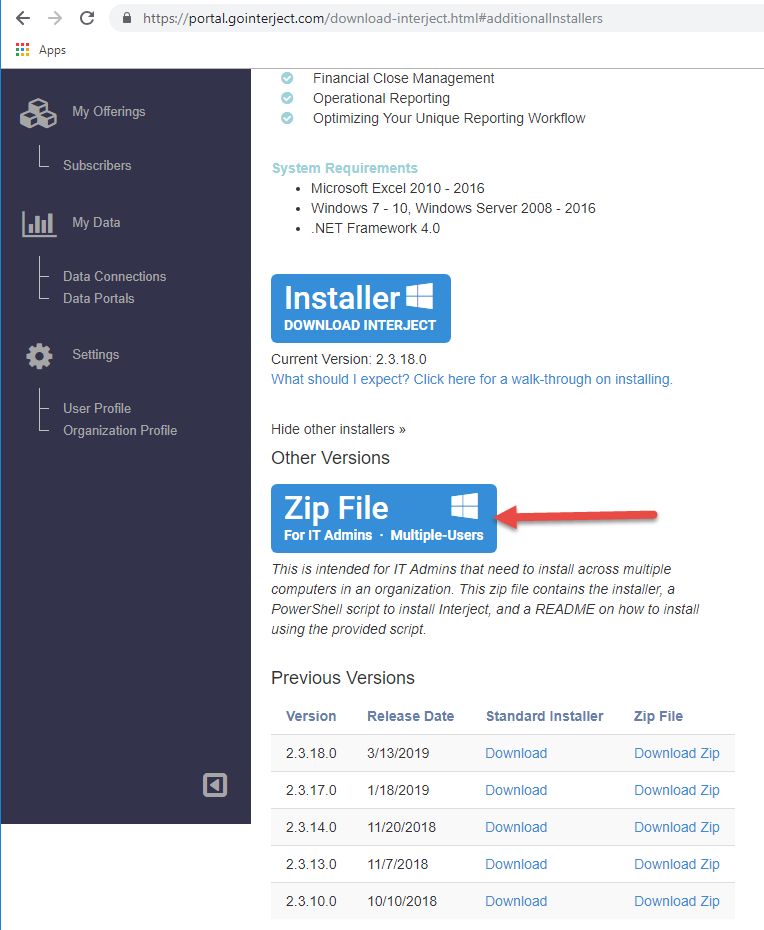 https://portal.gointerject.com/download-interject.html#additionalInstallers
Apps
My Offerings
Subscribers
My Data
Data Connections
Data Portals
Settings
User Profile
Organization Profile
Financial Close Management
Operational Reporting
Optimizing Your Unique Reporting Workflow
System Requirements
• Microsoft Excel 2010 - 2016
• Windows 7 - 10, Windows Server 2008 - 2016
• .NET Framework 4.0
Installer
DOWNLOAD INTERJECT
Current Version: 2.3.18.0
What should I expect? Click here for a walk-through on installing.
Hide other installers »
Other Versions
Zip File
For IT Admins · Multiple-Users
This is intended for IT Admins that need to install across multiple
computers in an organization. This zip file contains the installer, a
PowerShell script to install Interject, and a README on how to install
using the provided script.
Previous Versions
Version Release Date Standard Installer Zip File
2.3.18.0 3/13/2019 Download Download Zip
2.3.17.0 1/18/2019 Download Download Zip
2.3.14.0 11/20/2018 Download Download Zip
2.3.13.0 11/7/2018 Download Download Zip
2.3.10.0 10/10/2018 Download Download Zip